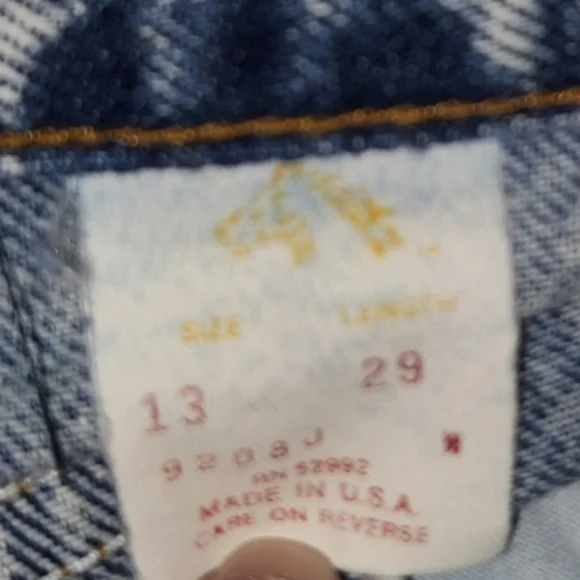 SIZE LENGTH
13 29
9208J
RN 52992
MADE IN U.S.A.
CARE ON REVERSE